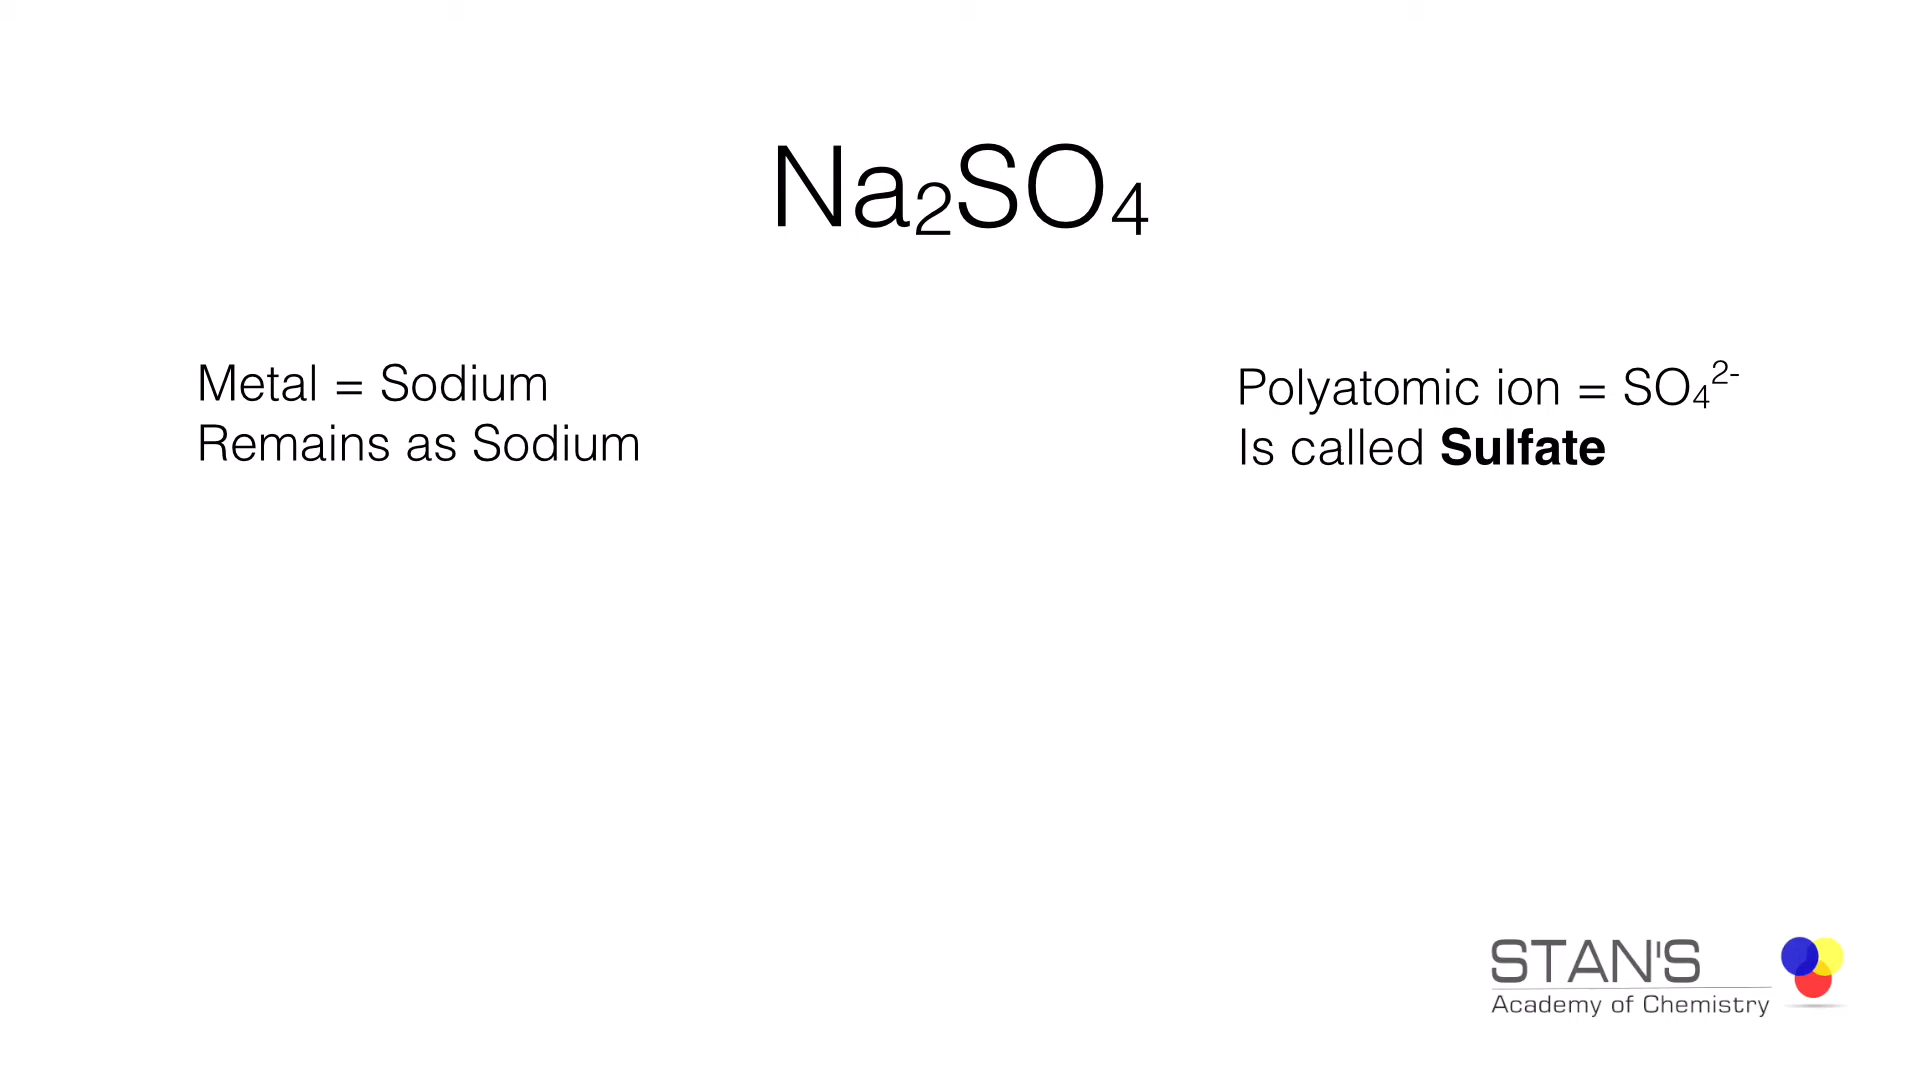 Na₂SO₄
Metal = Sodium
Remains as Sodium
Polyatomic ion = SO₄²⁻
Is called Sulfate
STAN'S
Academy of Chemistry